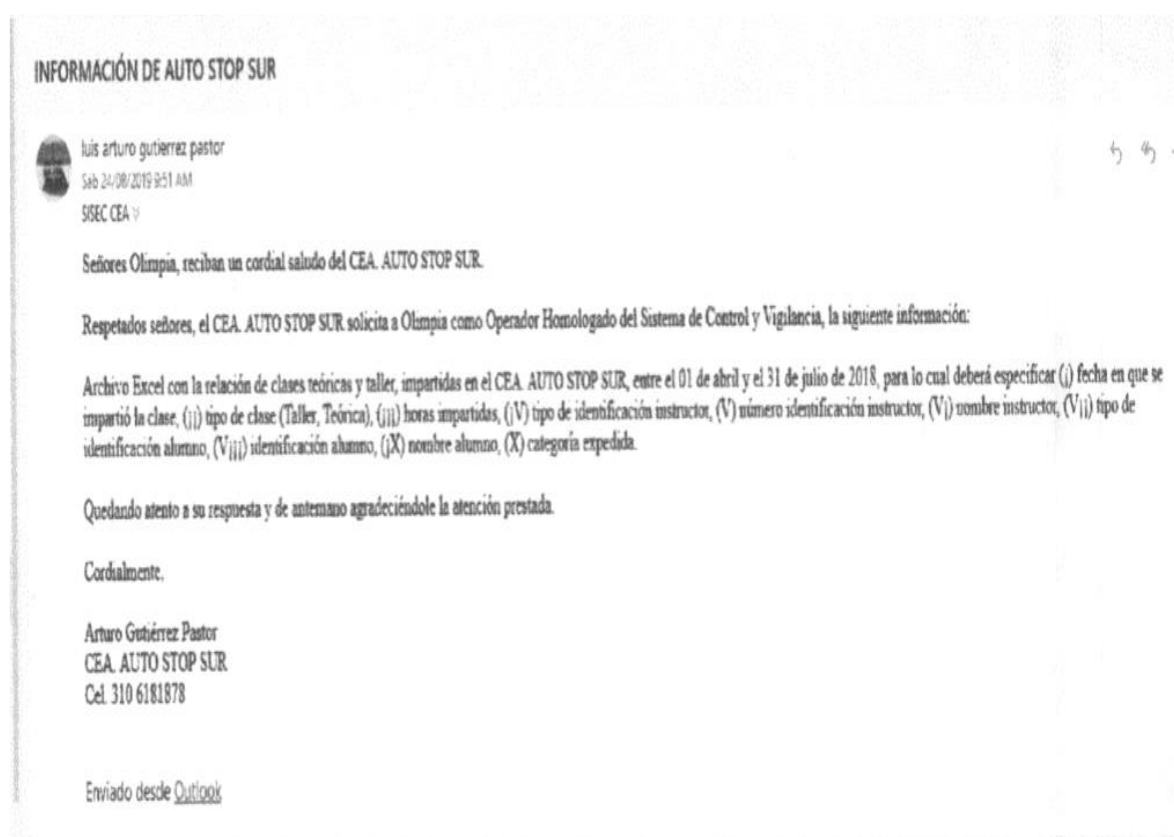 INFORMACIÓN DE AUTO STOP SUR
luis arturo gutierrez pastor
Sab 24/08/2019 9:51 AM
SISEC CEA
Señores Olimpia, reciban un cordial saludo del CEA. AUTO STOP SUR.
Respetados señores, el CEA. AUTO STOP SUR solicita a Olimpia como Operador Homologado del Sistema de Control y Vigilancia, la siguiente información:
Archivo Excel con la relación de clases teóricas y taller, impartidas en el CEA. AUTO STOP SUR, entre el 01 de abril y el 31 de julio de 2018, para lo cual deberá especificar (j) fecha en que se
impartió la clase, (jj) tipo de clase (Taller, Teórica), (jjj) horas impartidas, (jV) tipo de identificación instructor, (V) número identificación instructor, (Vj) nombre instructor, (Vjj) tipo de
identificación alumno, (Vjjj) identificación alumno, (jX) nombre alumno, (X) categoría expedida.
Quedando atento a su respuesta y de antemano agradeciéndole la atención prestada.
Cordialmente,
Arturo Gutiérrez Pastor
CEA. AUTO STOP SUR
Cel. 310 6181878
Enviado desde Outlook